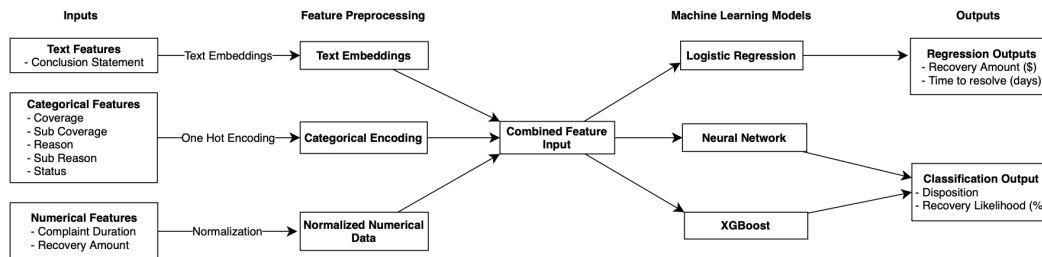 Inputs
Feature Preprocessing
Machine Learning Models
Outputs
Text Features
- Conclusion Statement
Text Embeddings
Text Embeddings
Logistic Regression
Regression Outputs
- Recovery Amount ($)
- Time to resolve (days)
Categorical Features
- Coverage
- Sub Coverage
- Reason
- Sub Reason
- Status
One Hot Encoding
Categorical Encoding
Combined Feature
Input
Neural Network
Classification Output
- Disposition
- Recovery Likelihood (%
Numerical Features
- Complaint Duration
- Recovery Amount
Normalization
Normalized Numerical
Data
XGBoost